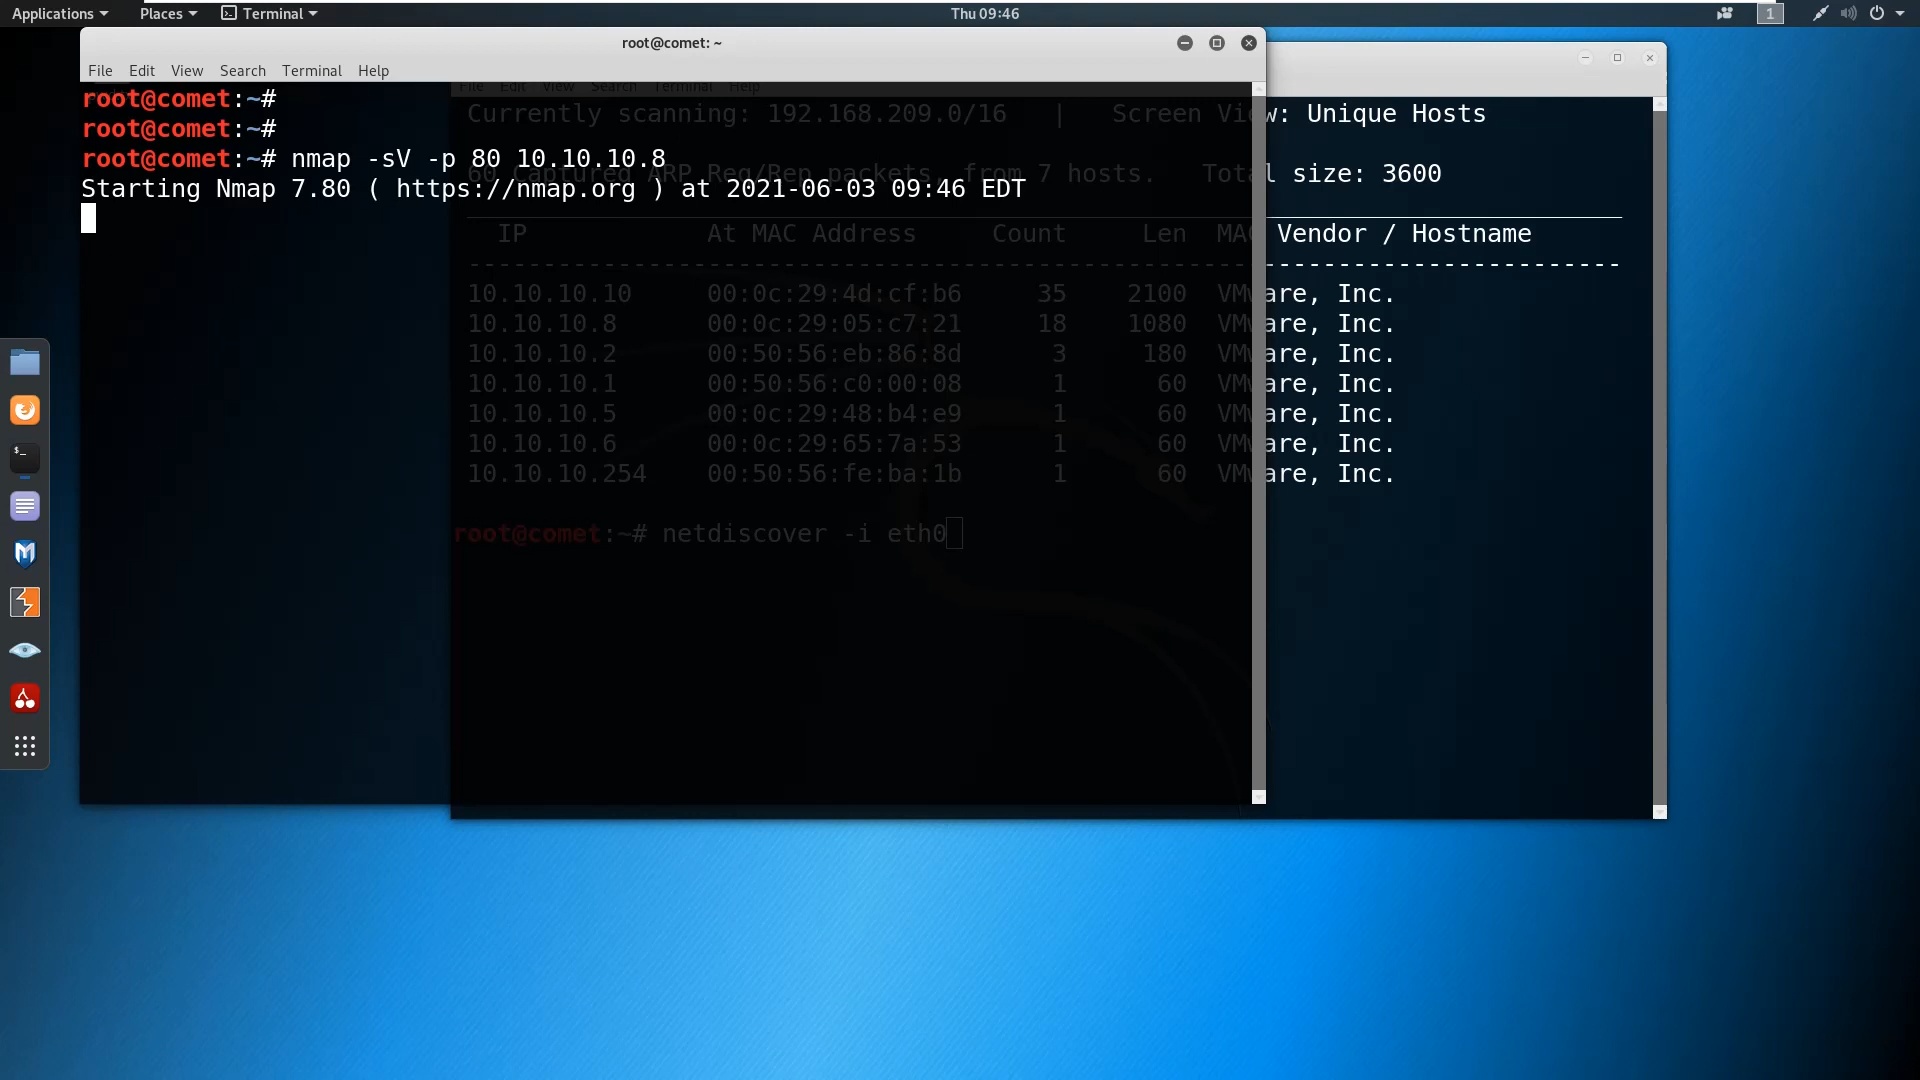 Applications Places Terminal Thu 09:46 1
root@comet: ~
File Edit View Search Terminal Help
root@comet:~#
root@comet:~#
root@comet:~# nmap -sV -p 80 10.10.10.8
Starting Nmap 7.80 ( https://nmap.org ) at 2021-06-03 09:46 EDT
File Edit View Search Terminal Help
Currently scanning: 192.168.209.0/16 | Screen View: Unique Hosts
60 Captured ARP Req/Rep packets, from 7 hosts. Total size: 3600
IP At MAC Address Count Len MAC Vendor / Hostname
-----------------------------------------------------------------------------
10.10.10.10 00:0c:29:4d:cf:b6 35 2100 VMware, Inc.
10.10.10.8 00:0c:29:05:c7:21 18 1080 VMware, Inc.
10.10.10.2 00:50:56:eb:86:8d 3 180 VMware, Inc.
10.10.10.1 00:50:56:c0:00:08 1 60 VMware, Inc.
10.10.10.5 00:0c:29:48:b4:e9 1 60 VMware, Inc.
10.10.10.6 00:0c:29:65:7a:53 1 60 VMware, Inc.
10.10.10.254 00:50:56:fe:ba:1b 1 60 VMware, Inc.
root@comet:~# netdiscover -i eth0